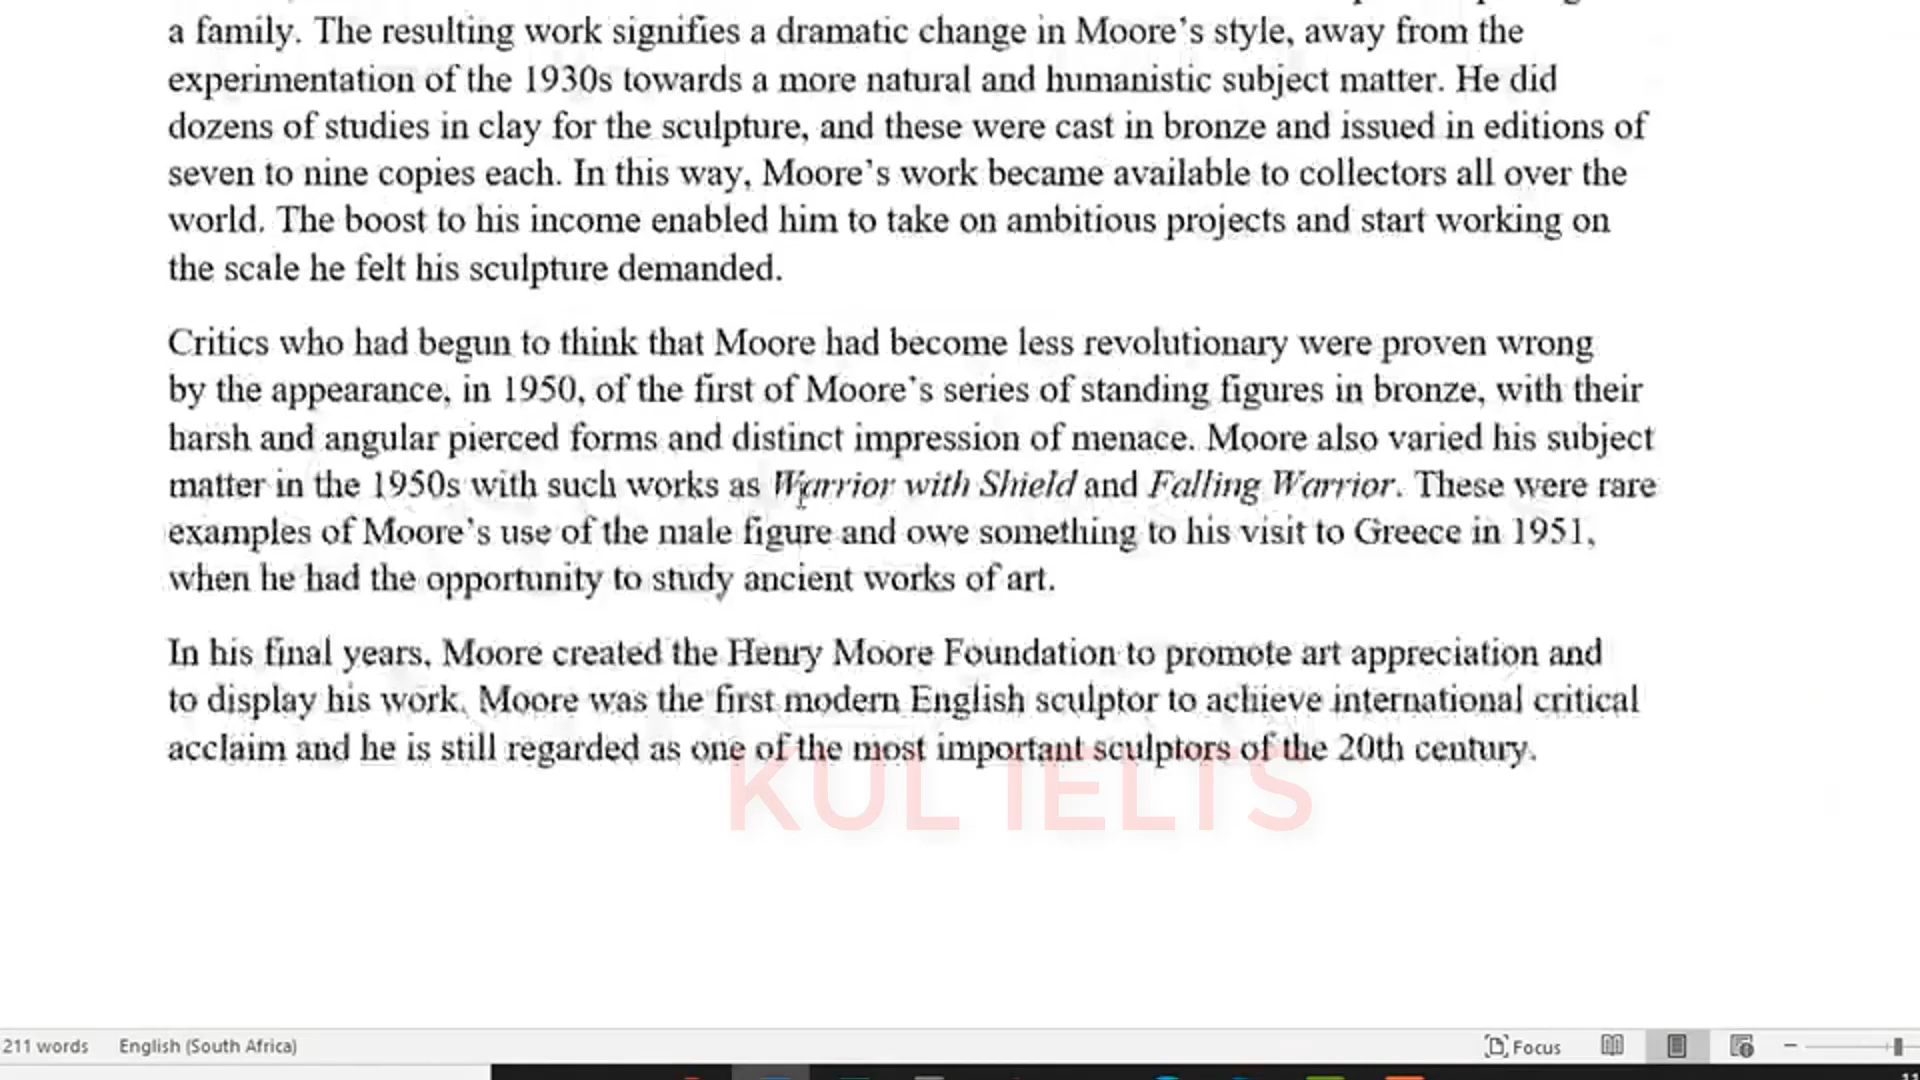 a family. The resulting work signifies a dramatic change in Moore's style, away from the
experimentation of the 1930s towards a more natural and humanistic subject matter. He did
dozens of studies in clay for the sculpture, and these were cast in bronze and issued in editions of
seven to nine copies each. In this way, Moore's work became available to collectors all over the
world. The boost to his income enabled him to take on ambitious projects and start working on
the scale he felt his sculpture demanded.
Critics who had begun to think that Moore had become less revolutionary were proven wrong
by the appearance, in 1950, of the first of Moore's series of standing figures in bronze, with their
harsh and angular pierced forms and distinct impression of menace. Moore also varied his subject
matter in the 1950s with such works as Warrior with Shield and Falling Warrior. These were rare
examples of Moore's use of the male figure and owe something to his visit to Greece in 1951,
when he had the opportunity to study ancient works of art.
In his final years, Moore created the Henry Moore Foundation to promote art appreciation and
to display his work. Moore was the first modern English sculptor to achieve international critical
acclaim and he is still regarded as one of the most important sculptors of the 20th century.
KUL IELTS
211 words English (South Africa) Focus